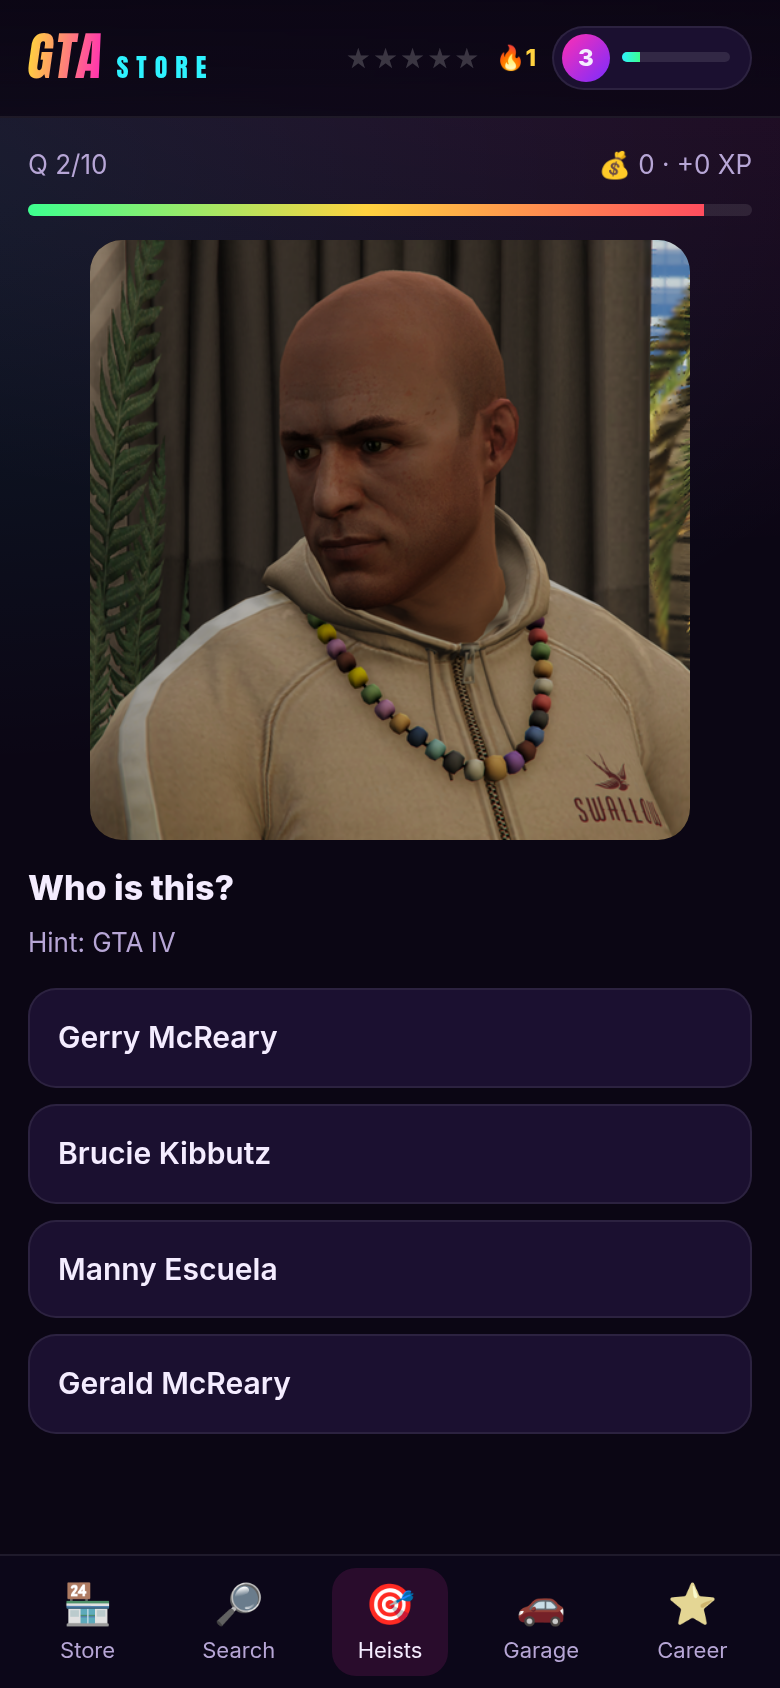 GTA STORE ★★★★★ 🔥1 3
Q 2/10 💰 0 · +0 XP
SWALLOW
Who is this?
Hint: GTA IV
Gerry McReary
Brucie Kibbutz
Manny Escuela
Gerald McReary
24
Store Search Heists Garage Career